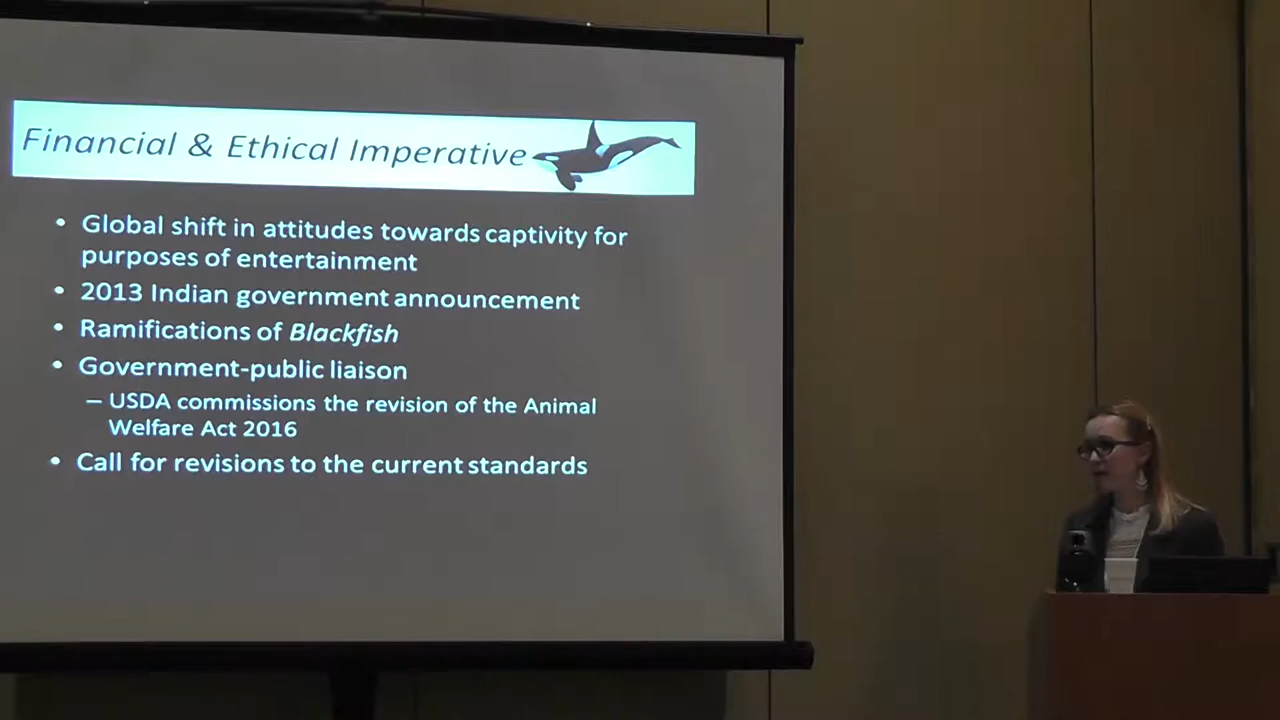 Financial & Ethical Imperative
• Global shift in attitudes towards captivity for
purposes of entertainment
• 2013 Indian government announcement
• Ramifications of Blackfish
• Government-public liaison
– USDA commissions the revision of the Animal
Welfare Act 2016
• Call for revisions to the current standards